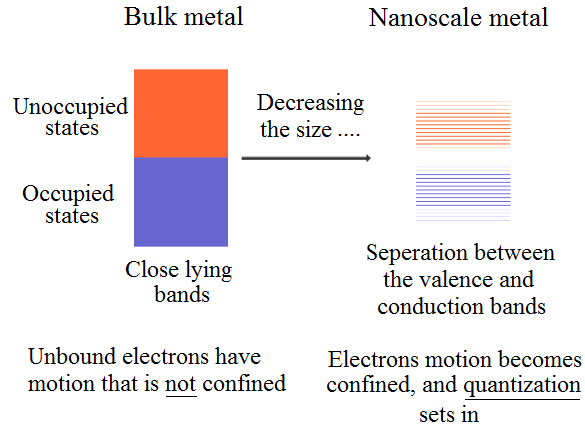 Bulk metal
Nanoscale metal
Unoccupied
states
Decreasing
the size ....
Occupied
states
Close lying
bands
Seperation between
the valence and
conduction bands
Unbound electrons have
motion that is not confined
Electrons motion becomes
confined, and quantization
sets in